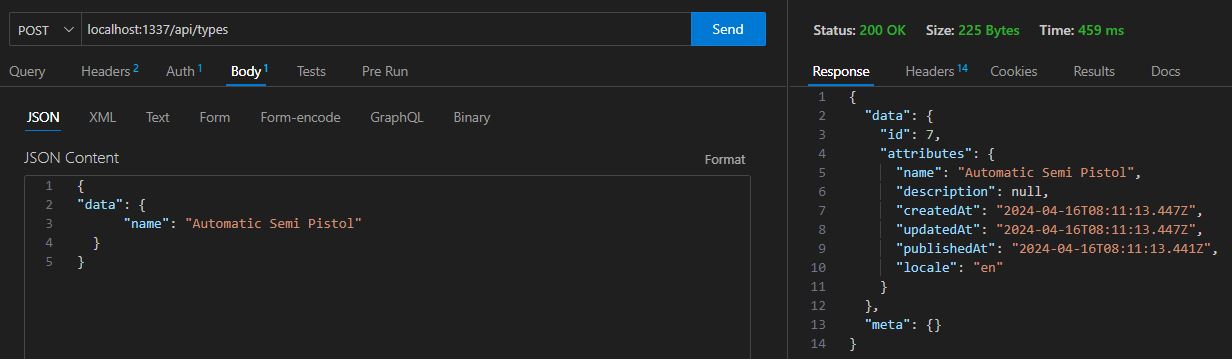 POST localhost:1337/api/types Send
Query Headers 2 Auth 1 Body 1 Tests Pre Run
JSON XML Text Form Form-encode GraphQL Binary
JSON Content Format
1 {
2 "data": {
3 "name": "Automatic Semi Pistol"
4 }
5 }
Status: 200 OK Size: 225 Bytes Time: 459 ms
Response Headers 14 Cookies Results Docs
1 {
2 "data": {
3 "id": 7,
4 "attributes": {
5 "name": "Automatic Semi Pistol",
6 "description": null,
7 "createdAt": "2024-04-16T08:11:13.447Z",
8 "updatedAt": "2024-04-16T08:11:13.447Z",
9 "publishedAt": "2024-04-16T08:11:13.441Z",
10 "locale": "en"
11 }
12 },
13 "meta": {}
14 }